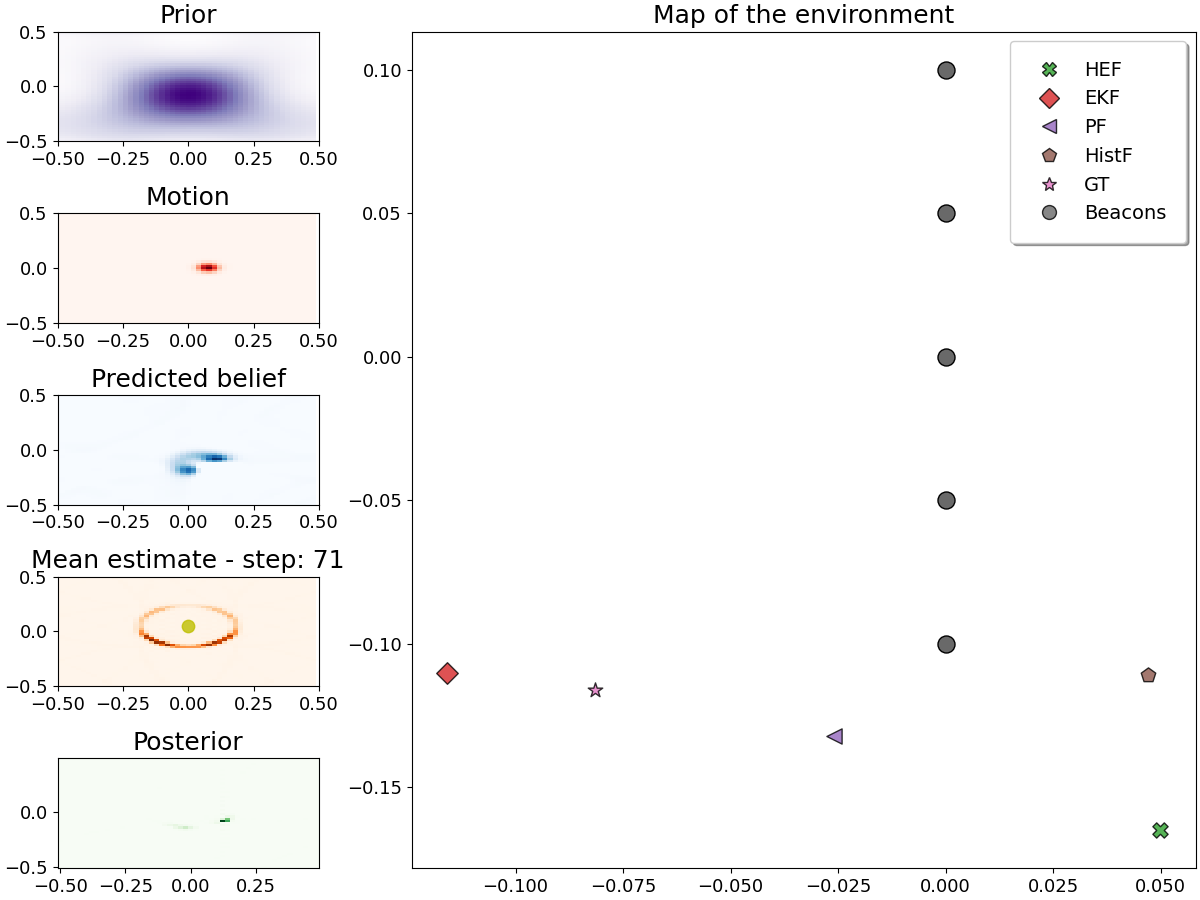 Prior
0.5
0.0
−0.5
−0.50 −0.25 0.00 0.25 0.50
Motion
0.5
0.0
−0.5
−0.50 −0.25 0.00 0.25 0.50
Predicted belief
0.5
0.0
−0.5
−0.50 −0.25 0.00 0.25 0.50
Mean estimate - step: 71
0.5
0.0
−0.5
−0.50 −0.25 0.00 0.25 0.50
Posterior
0.0
−0.5
−0.50 −0.25 0.00 0.25
Map of the environment
0.10
0.05
0.00
−0.05
−0.10
−0.15
−0.100 −0.075 −0.050 −0.025 0.000 0.025 0.050
HEF
EKF
PF
HistF
GT
Beacons